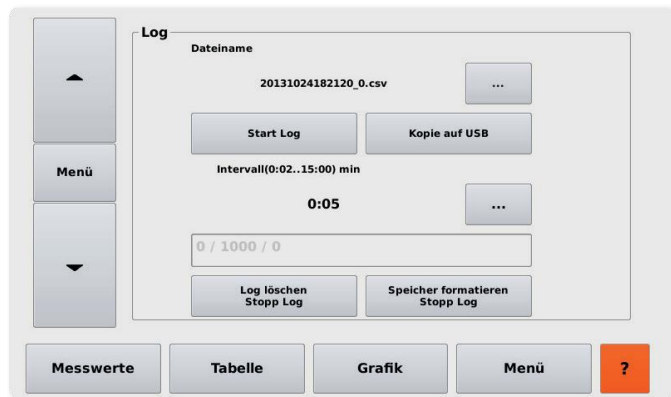 Log
Dateiname
20131024182120_0.csv
...
Start Log
Kopie auf USB
Menü
Intervall(0:02..15:00) min
0:05
...
0 / 1000 / 0
Log löschen
Stopp Log
Speicher formatieren
Stopp Log
Messwerte
Tabelle
Grafik
Menü
?